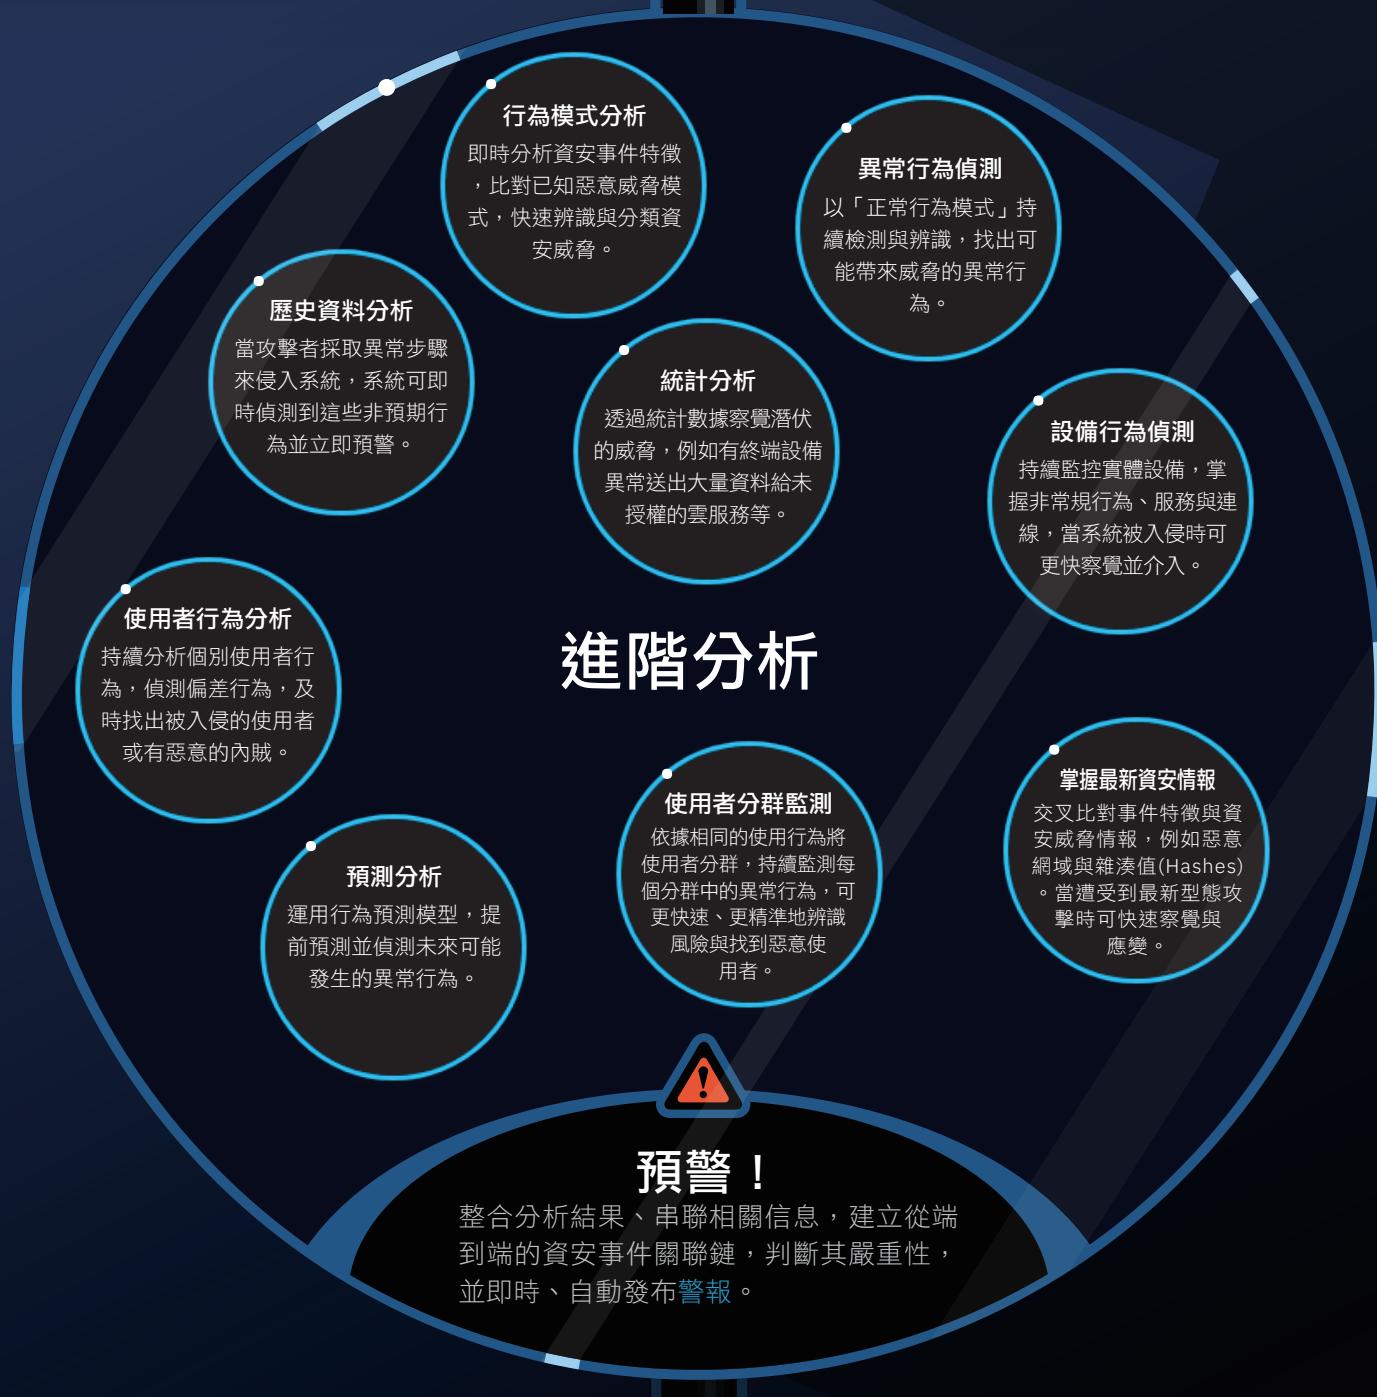 行為模式分析
即時分析資安事件特徵
，比對已知惡意威脅模
式，快速辨識與分類資
安威脅。
異常行為偵測
以「正常行為模式」持
續檢測與辨識，找出可
能帶來威脅的異常行
為。
歷史資料分析
當攻擊者採取異常步驟
來侵入系統，系統可即
時偵測到這些非預期行
為並立即預警。
統計分析
透過統計數據察覺潛伏
的威脅，例如有終端設備
異常送出大量資料給未
授權的雲服務等。
設備行為偵測
持續監控實體設備，掌
握非常規行為、服務與連
線，當系統被入侵時可
更快察覺並介入。
使用者行為分析
持續分析個別使用者行
為，偵測偏差行為，及
時找出被入侵的使用者
或有惡意的內賊。
進階分析
使用者分群監測
依據相同的使用行為將
使用者分群，持續監測每
個分群中的異常行為，可
更快速、更精準地辨識
風險與找到惡意使
用者。
掌握最新資安情報
交叉比對事件特徵與資
安威脅情報，例如惡意
網域與雜湊值(Hashes)
。當遭受到最新型態攻
擊時可快速察覺與
應變。
預測分析
運用行為預測模型，提
前預測並偵測未來可能
發生的異常行為。
預警！
整合分析結果、串聯相關信息，建立從端
到端的資安事件關聯鏈，判斷其嚴重性，
並即時、自動發布警報。